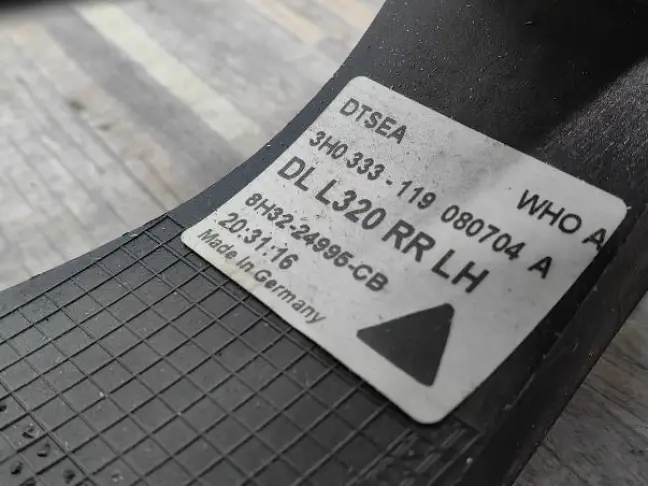 DTSEA
WHO A
3H0 333 - 119 080704 A
DL L320 RR LH
8H32-24996-CB
20:31:16
Made In Germany